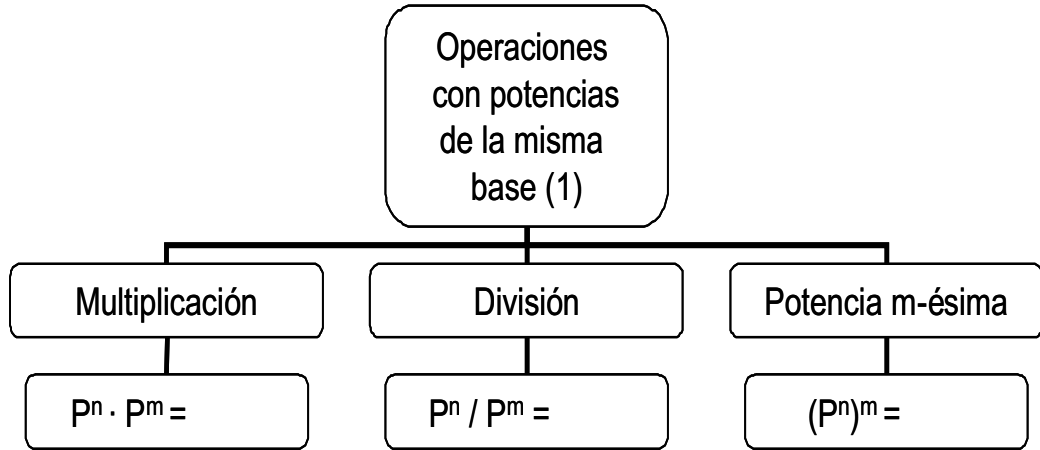 Operaciones
con potencias
de la misma
base (1)
Multiplicación
División
Potencia m-ésima
Pⁿ · Pᵐ =
Pⁿ / Pᵐ =
(Pⁿ)ᵐ =